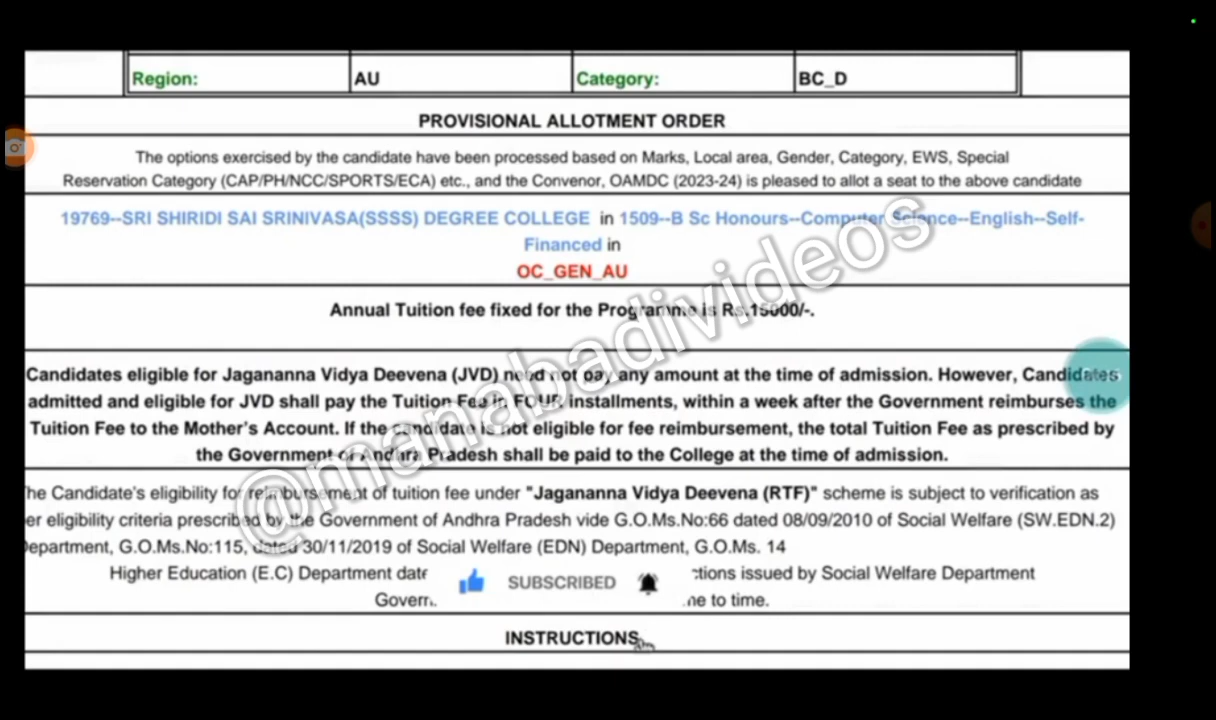 Region: AU Category: BC_D
PROVISIONAL ALLOTMENT ORDER
The options exercised by the candidate have been processed based on Marks, Local area, Gender, Category, EWS, Special
Reservation Category (CAP/PH/NCC/SPORTS/ECA) etc., and the Convenor, OAMDC (2023-24) is pleased to allot a seat to the above candidate
19769--SRI SHIRIDI SAI SRINIVASA(SSSS) DEGREE COLLEGE in 1509--B Sc Honours--Computer Science--English--Self-
Financed in
OC_GEN_AU
Annual Tuition fee fixed for the Programme is Rs.15000/-.
Candidates eligible for Jagananna Vidya Deevena (JVD) need not pay any amount at the time of admission. However, Candidates
admitted and eligible for JVD shall pay the Tuition Fee in FOUR installments, within a week after the Government reimburses the
Tuition Fee to the Mother's Account. If the candidate is not eligible for fee reimbursement, the total Tuition Fee as prescribed by
the Government of Andhra Pradesh shall be paid to the College at the time of admission.
he Candidate's eligibility for reimbursement of tuition fee under "Jagananna Vidya Deevena (RTF)" scheme is subject to verification as
er eligibility criteria prescribed by the Government of Andhra Pradesh vide G.O.Ms.No:66 dated 08/09/2010 of Social Welfare (SW.EDN.2)
epartment, G.O.Ms.No:115, dated 30/11/2019 of Social Welfare (EDN) Department, G.O.Ms. 14
Higher Education (E.C) Department date ctions issued by Social Welfare Department
SUBSCRIBED
Govern me to time.
INSTRUCTIONS
@manabadivideos